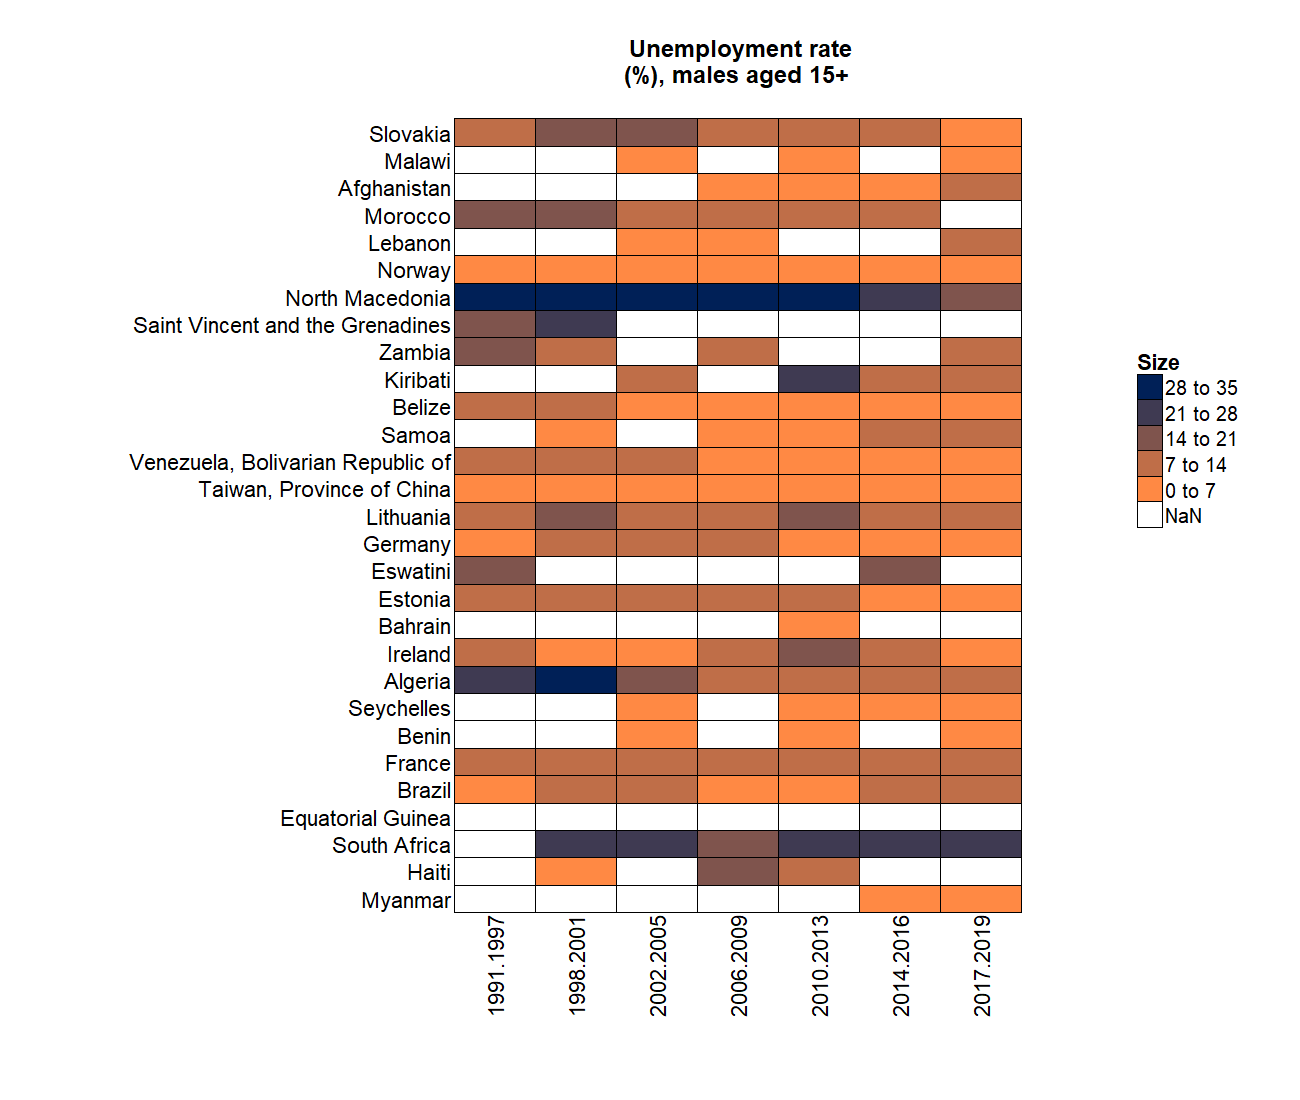 Unemployment rate
(%), males aged 15+
Slovakia
Malawi
Afghanistan
Morocco
Lebanon
Norway
North Macedonia
Saint Vincent and the Grenadines
Zambia
Kiribati
Belize
Samoa
Venezuela, Bolivarian Republic of
Taiwan, Province of China
Lithuania
Germany
Eswatini
Estonia
Bahrain
Ireland
Algeria
Seychelles
Benin
France
Brazil
Equatorial Guinea
South Africa
Haiti
Myanmar
1991.1997
1998.2001
2002.2005
2006.2009
2010.2013
2014.2016
2017.2019
Size
28 to 35
21 to 28
14 to 21
7 to 14
0 to 7
NaN